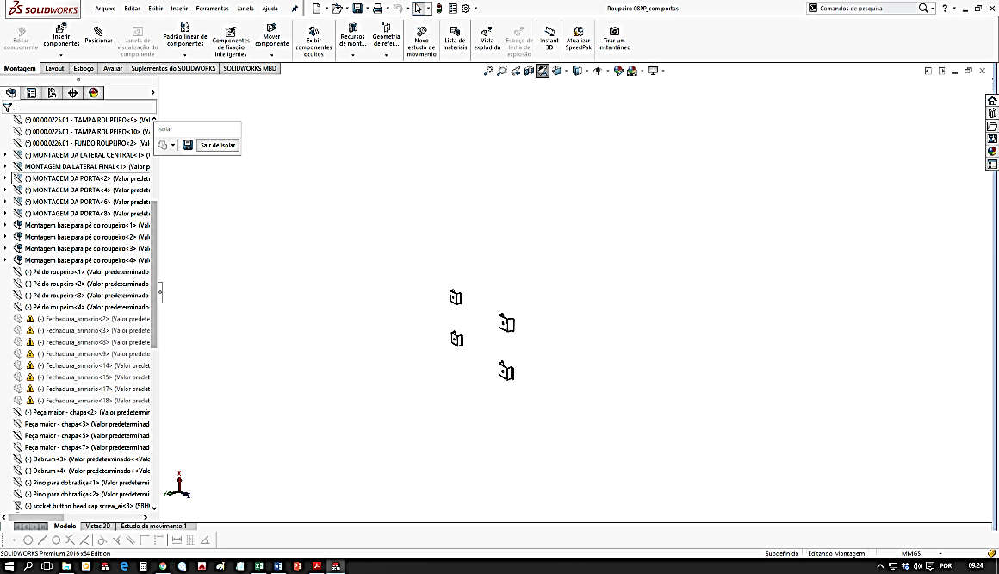 SOLIDWORKS
Arquivo Editar Exibir Inserir Ferramentas Janela Ajuda
Roupeiro 08PP_com portas
Comandos de pesquisa
Editar componente
Inserir componentes
Posicionar
Janela de visualização do componente
Padrão linear de componentes
Componentes de fixação inteligentes
Mover componente
Exibir componentes ocultos
Recursos de mont...
Geometria de refer...
Novo estudo de movimento
Lista de materiais
Vista explodida
Esboço de linha de explosão
Instant 3D
Atualizar SpeedPak
Tirar um instantâneo
Montagem Layout Esboço Avaliar Suplementos do SOLIDWORKS SOLIDWORKS MBD
(f) 00.00.0225.01 - TAMPA ROUPEIRO<9> (Val
(f) 00.00.0225.01 - TAMPA ROUPEIRO<10> (V
(f) 00.00.0226.01 - FUNDO ROUPEIRO<2> (Val
(f) MONTAGEM DA LATERAL CENTRAL<1> (
MONTAGEM DA LATERAL FINAL<1> (Valor p
(f) MONTAGEM DA PORTA<2> (Valor predet
(f) MONTAGEM DA PORTA<4> (Valor predet
(f) MONTAGEM DA PORTA<6> (Valor predet
(f) MONTAGEM DA PORTA<8> (Valor predet
Montagem base para pé do roupeiro<1> (Val
Montagem base para pé do roupeiro<2> (Val
Montagem base para pé do roupeiro<3> (Val
Montagem base para pé do roupeiro<4> (Val
(-) Pé do roupeiro<1> (Valor predeterminado
(-) Pé do roupeiro<2> (Valor predeterminado
(-) Pé do roupeiro<3> (Valor predeterminado
(-) Pé do roupeiro<4> (Valor predeterminado
(-) Fechadura_armario<2> (Valor predete
(-) Fechadura_armario<3> (Valor predete
(-) Fechadura_armario<8> (Valor predete
(-) Fechadura_armario<9> (Valor predete
(-) Fechadura_armario<14> (Valor predet
(-) Fechadura_armario<15> (Valor predet
(-) Fechadura_armario<17> (Valor predet
(-) Fechadura_armario<18> (Valor predet
(-) Peça maior - chapa<2> (Valor predetermin
Peça maior - chapa<3> (Valor predeterminad
Peça maior - chapa<5> (Valor predeterminad
Peça maior - chapa<7> (Valor predeterminad
(-) Debrum<3> (Valor predeterminado<<Valo
(-) Debrum<4> (Valor predeterminado<<Valo
(-) Pino para dobradiça<1> (Valor predetermi
(-) Pino para dobradiça<2> (Valor predetermi
(-) socket button head cap screw_ai<3> (SBH
Isolar
Sair de isolar
X
Y
Z
Modelo Vistas 3D Estudo de movimento 1
SOLIDWORKS Premium 2016 x64 Edition
Subdefinido Editando Montagem MMGS -
POR 09:24